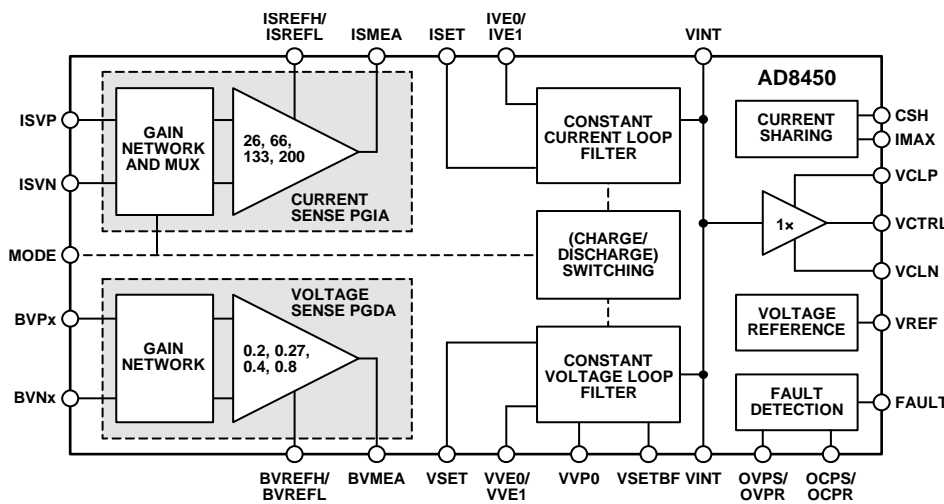 ISREFH/
ISREFL
ISMEA
ISET
IVE0/
IVE1
VINT
AD8450
ISVP
ISVN
MODE
BVPx
BVNx
GAIN
NETWORK
AND MUX
26, 66,
133, 200
CURRENT
SENSE PGIA
CONSTANT
CURRENT LOOP
FILTER
CURRENT
SHARING
CSH
IMAX
VCLP
1×
VCTRL
VCLN
(CHARGE/
DISCHARGE)
SWITCHING
VOLTAGE
SENSE PGDA
GAIN
NETWORK
0.2, 0.27,
0.4, 0.8
CONSTANT
VOLTAGE LOOP
FILTER
VOLTAGE
REFERENCE
VREF
FAULT
DETECTION
FAULT
BVREFH/
BVREFL
BVMEA
VSET
VVE0/
VVE1
VVP0
VSETBF
VINT
OVPS/
OVPR
OCPS/
OCPR